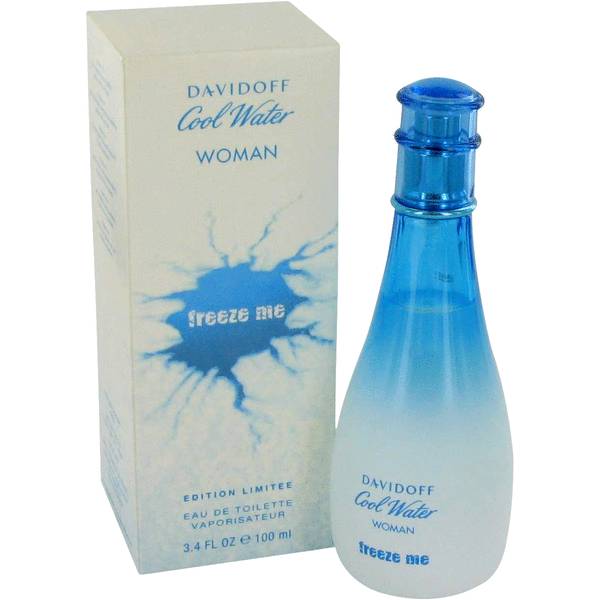 DAVIDOFF
Cool Water
WOMAN
freeze me
EDITION LIMITEE
EAU DE TOILETTE
VAPORISATEUR
3.4 FL OZ e 100 ml
DAVIDOFF
Cool Water
WOMAN
freeze me